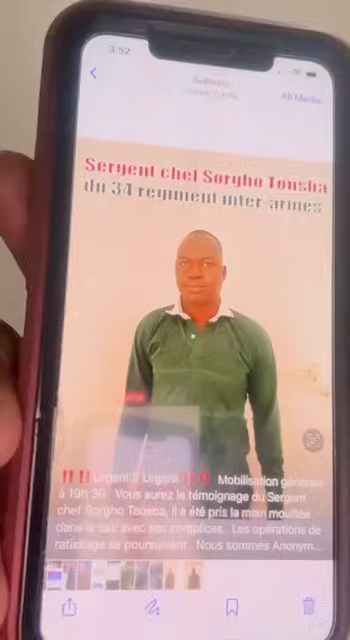 3:52
All Media
Sergent chef Sorgho Tousba
du 34 regiment inter-armes
‼️‼️Urgent‼️Urgent‼️‼️ Mobilisation générale
à 19h 30. Vous aurez le témoignage du Sergent
chef Sorgho Tousba, il a été pris la main mouillée
dans le sac avec ses complices. Les opérations de
ratissage se poursuivent. Nous sommes Anonym...